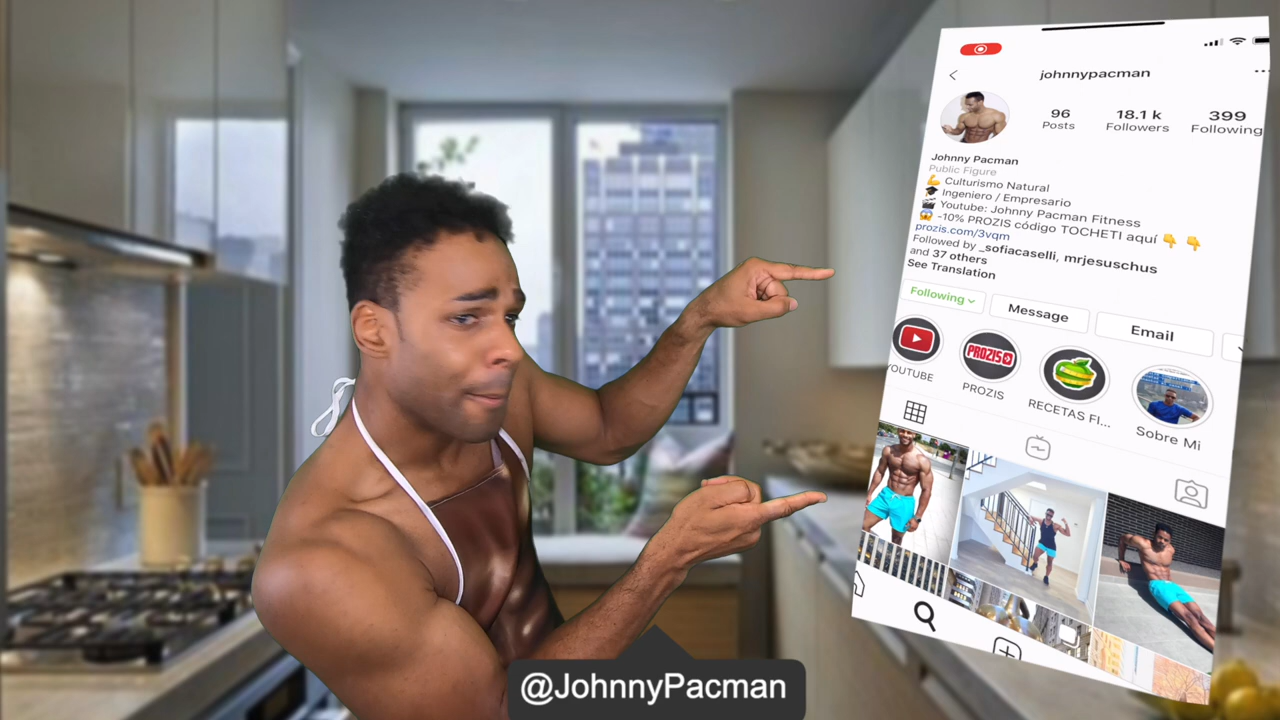 johnnypacman
96 18.1 k 399
Posts Followers Following
Johnny Pacman
Public Figure
💪 Culturismo Natural
🎓 Ingeniero / Empresario
🎬 Youtube: Johnny Pacman Fitness
😱 -10% PROZIS código TOCHETI aquí 👇 👇
prozis.com/3vqm
Followed by _sofiacaselli, mrjesuschus
and 37 others
See Translation
Following Message Email
PROZIS
YOUTUBE PROZIS RECETAS FI... Sobre Mi
@JohnnyPacman